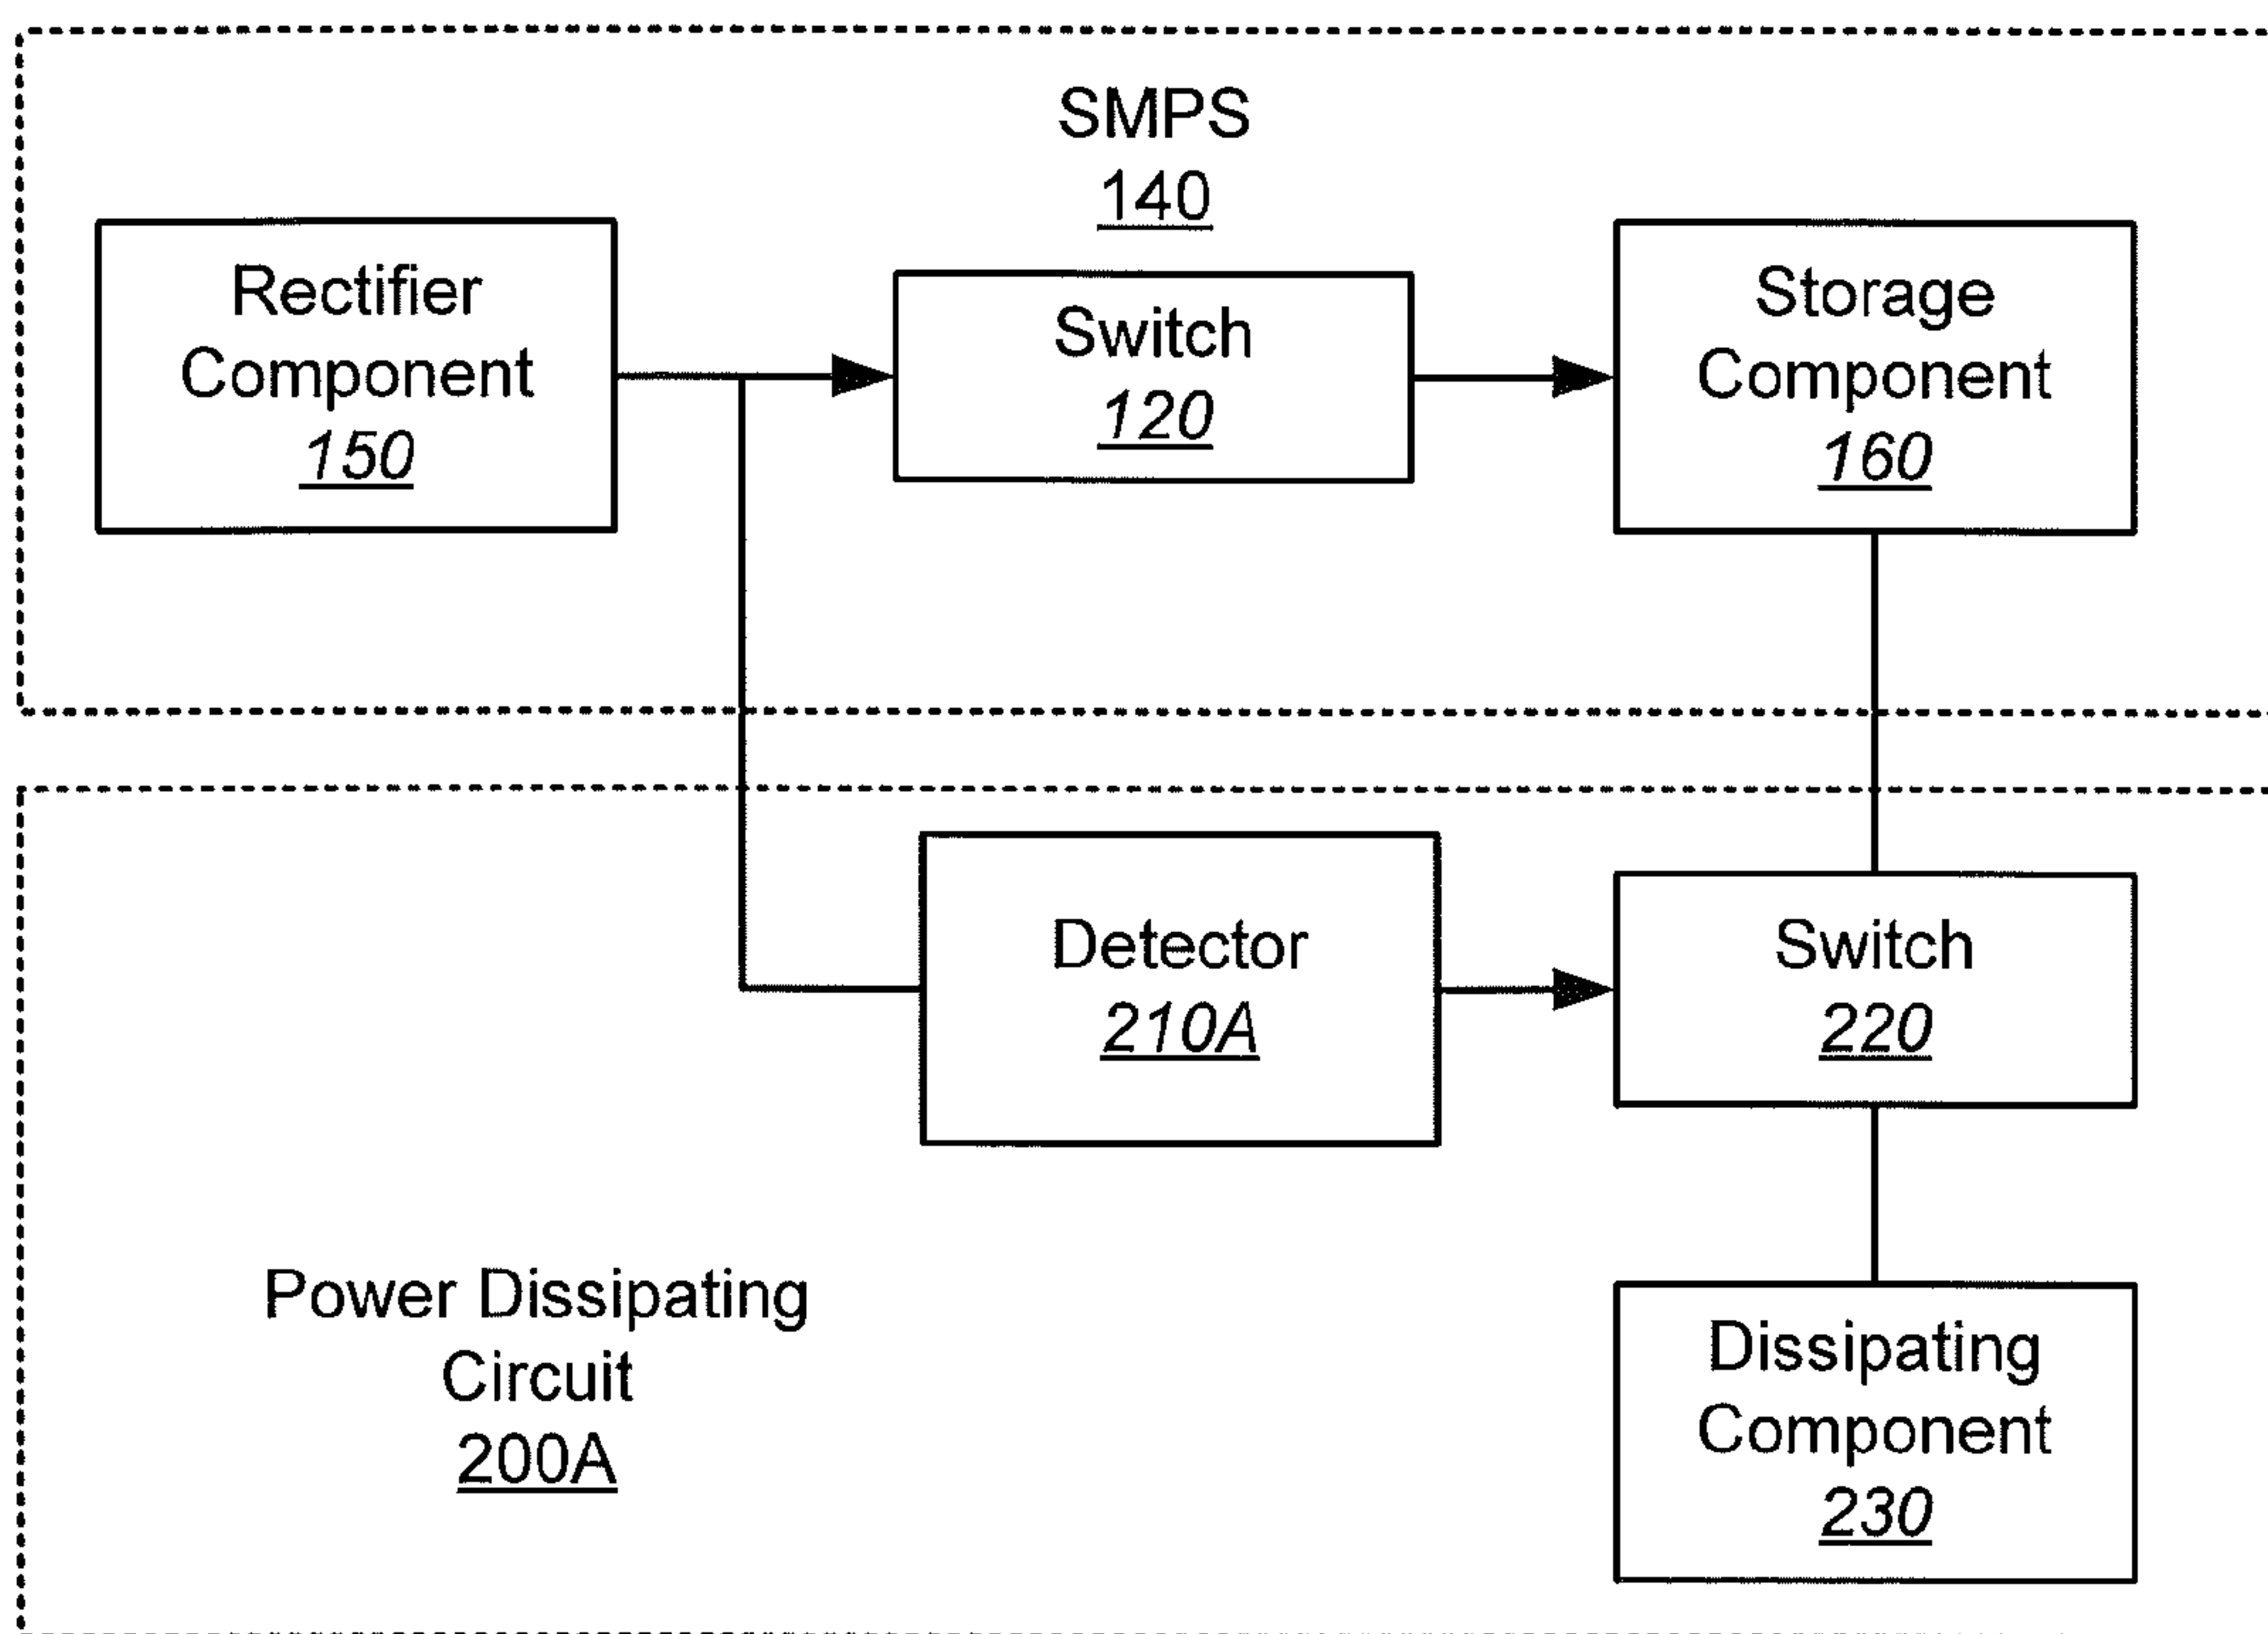 SMPS
140
Rectifier
Component
150
Switch
120
Storage
Component
160
Detector
210A
Switch
220
Power Dissipating
Circuit
200A
Dissipating
Component
230